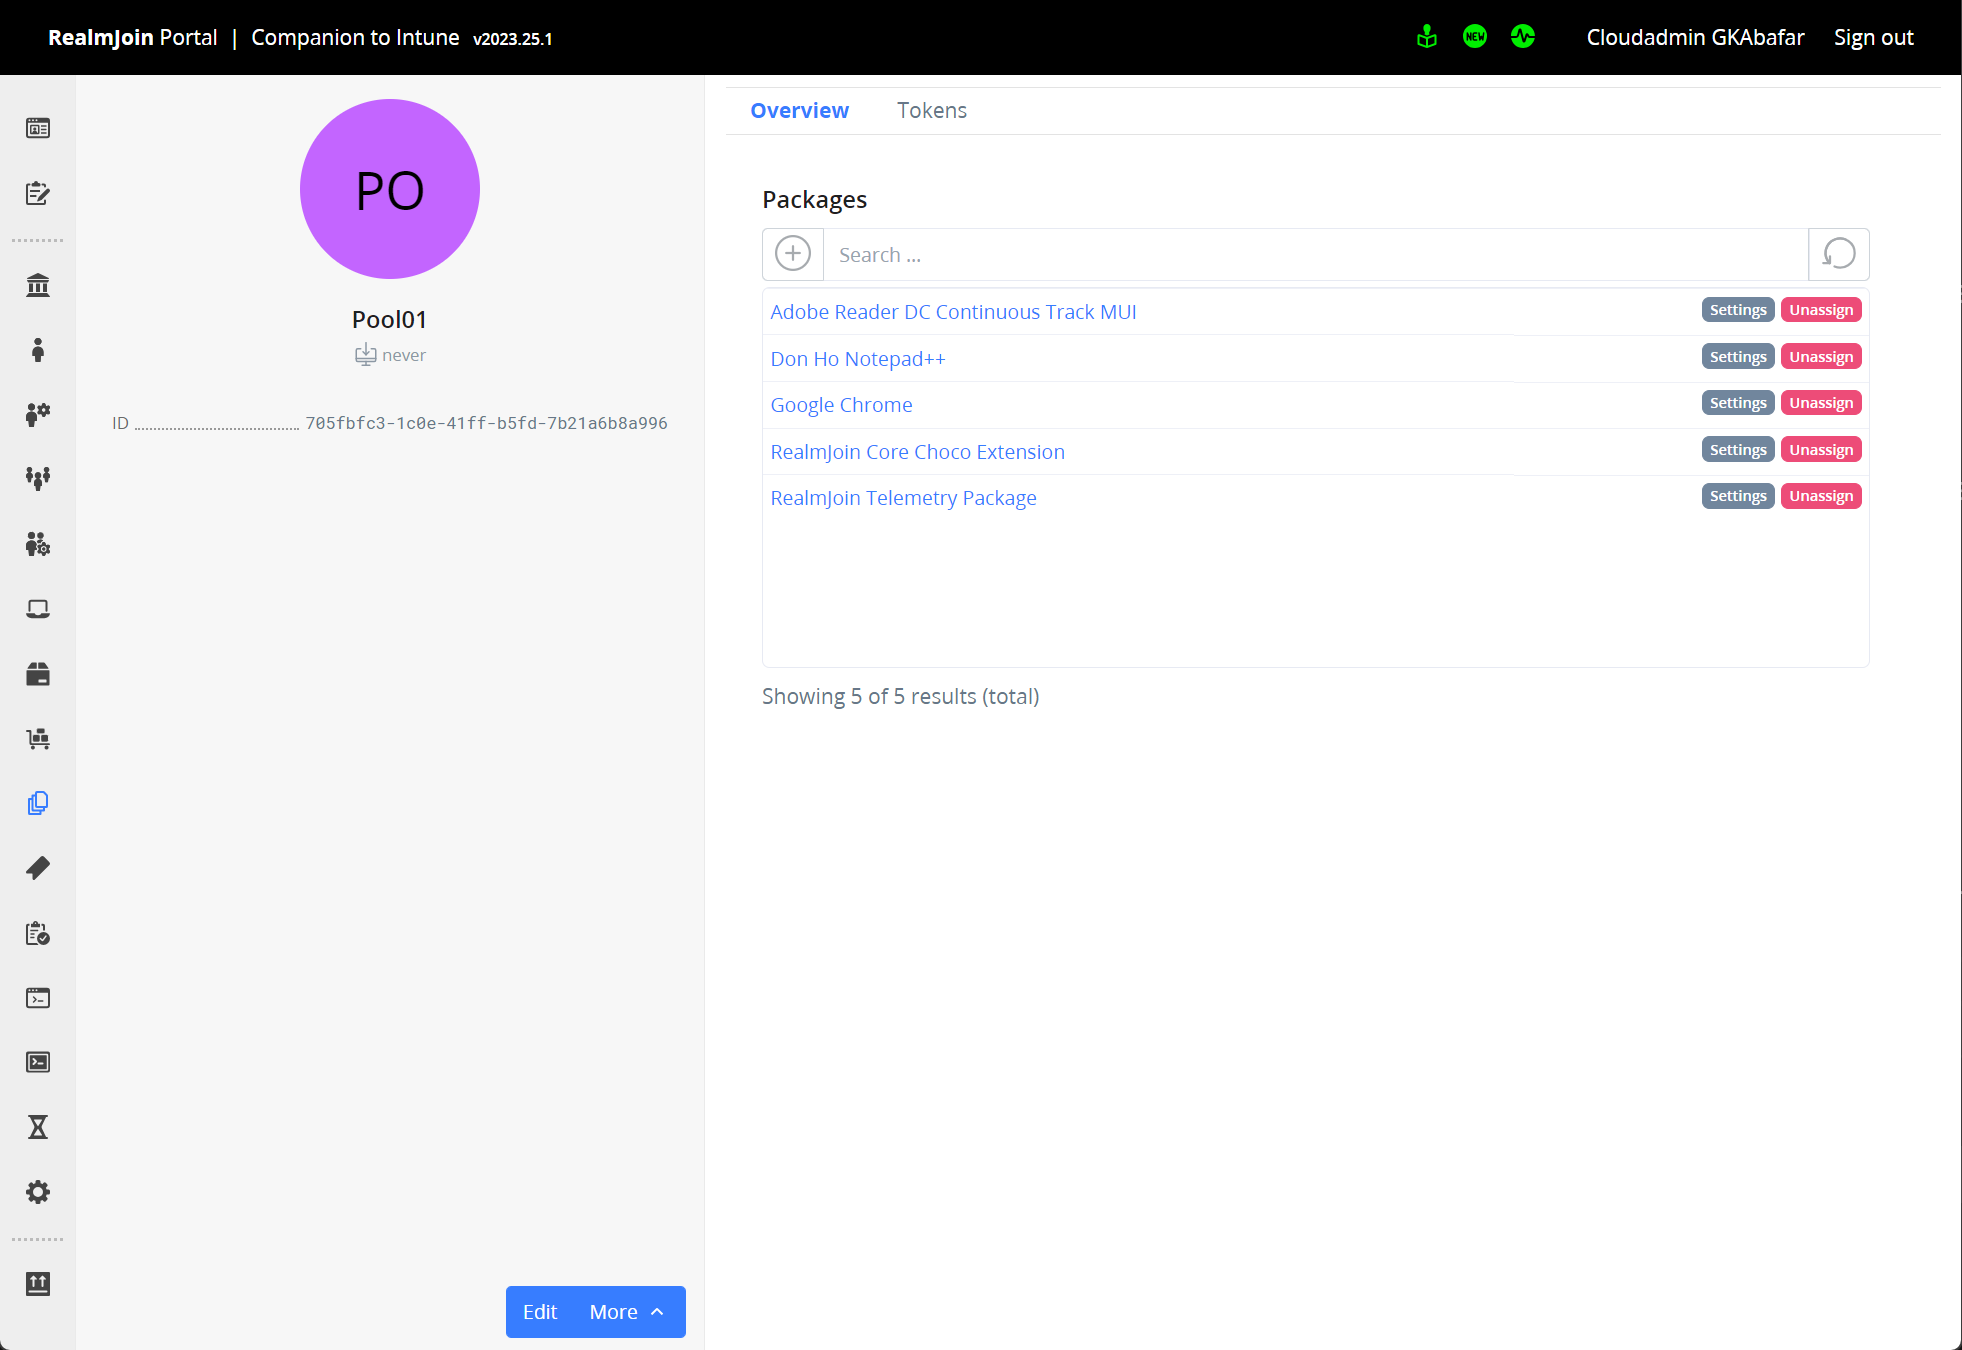 RealmJoin Portal | Companion to Intune v2023.25.1
NEW
Cloudadmin GKAbafar Sign out
PO
Pool01
never
ID 705fbfc3-1c0e-41ff-b5fd-7b21a6b8a996
Edit More
Overview Tokens
Packages
Search ...
Adobe Reader DC Continuous Track MUI Settings Unassign
Don Ho Notepad++ Settings Unassign
Google Chrome Settings Unassign
RealmJoin Core Choco Extension Settings Unassign
RealmJoin Telemetry Package Settings Unassign
Showing 5 of 5 results (total)